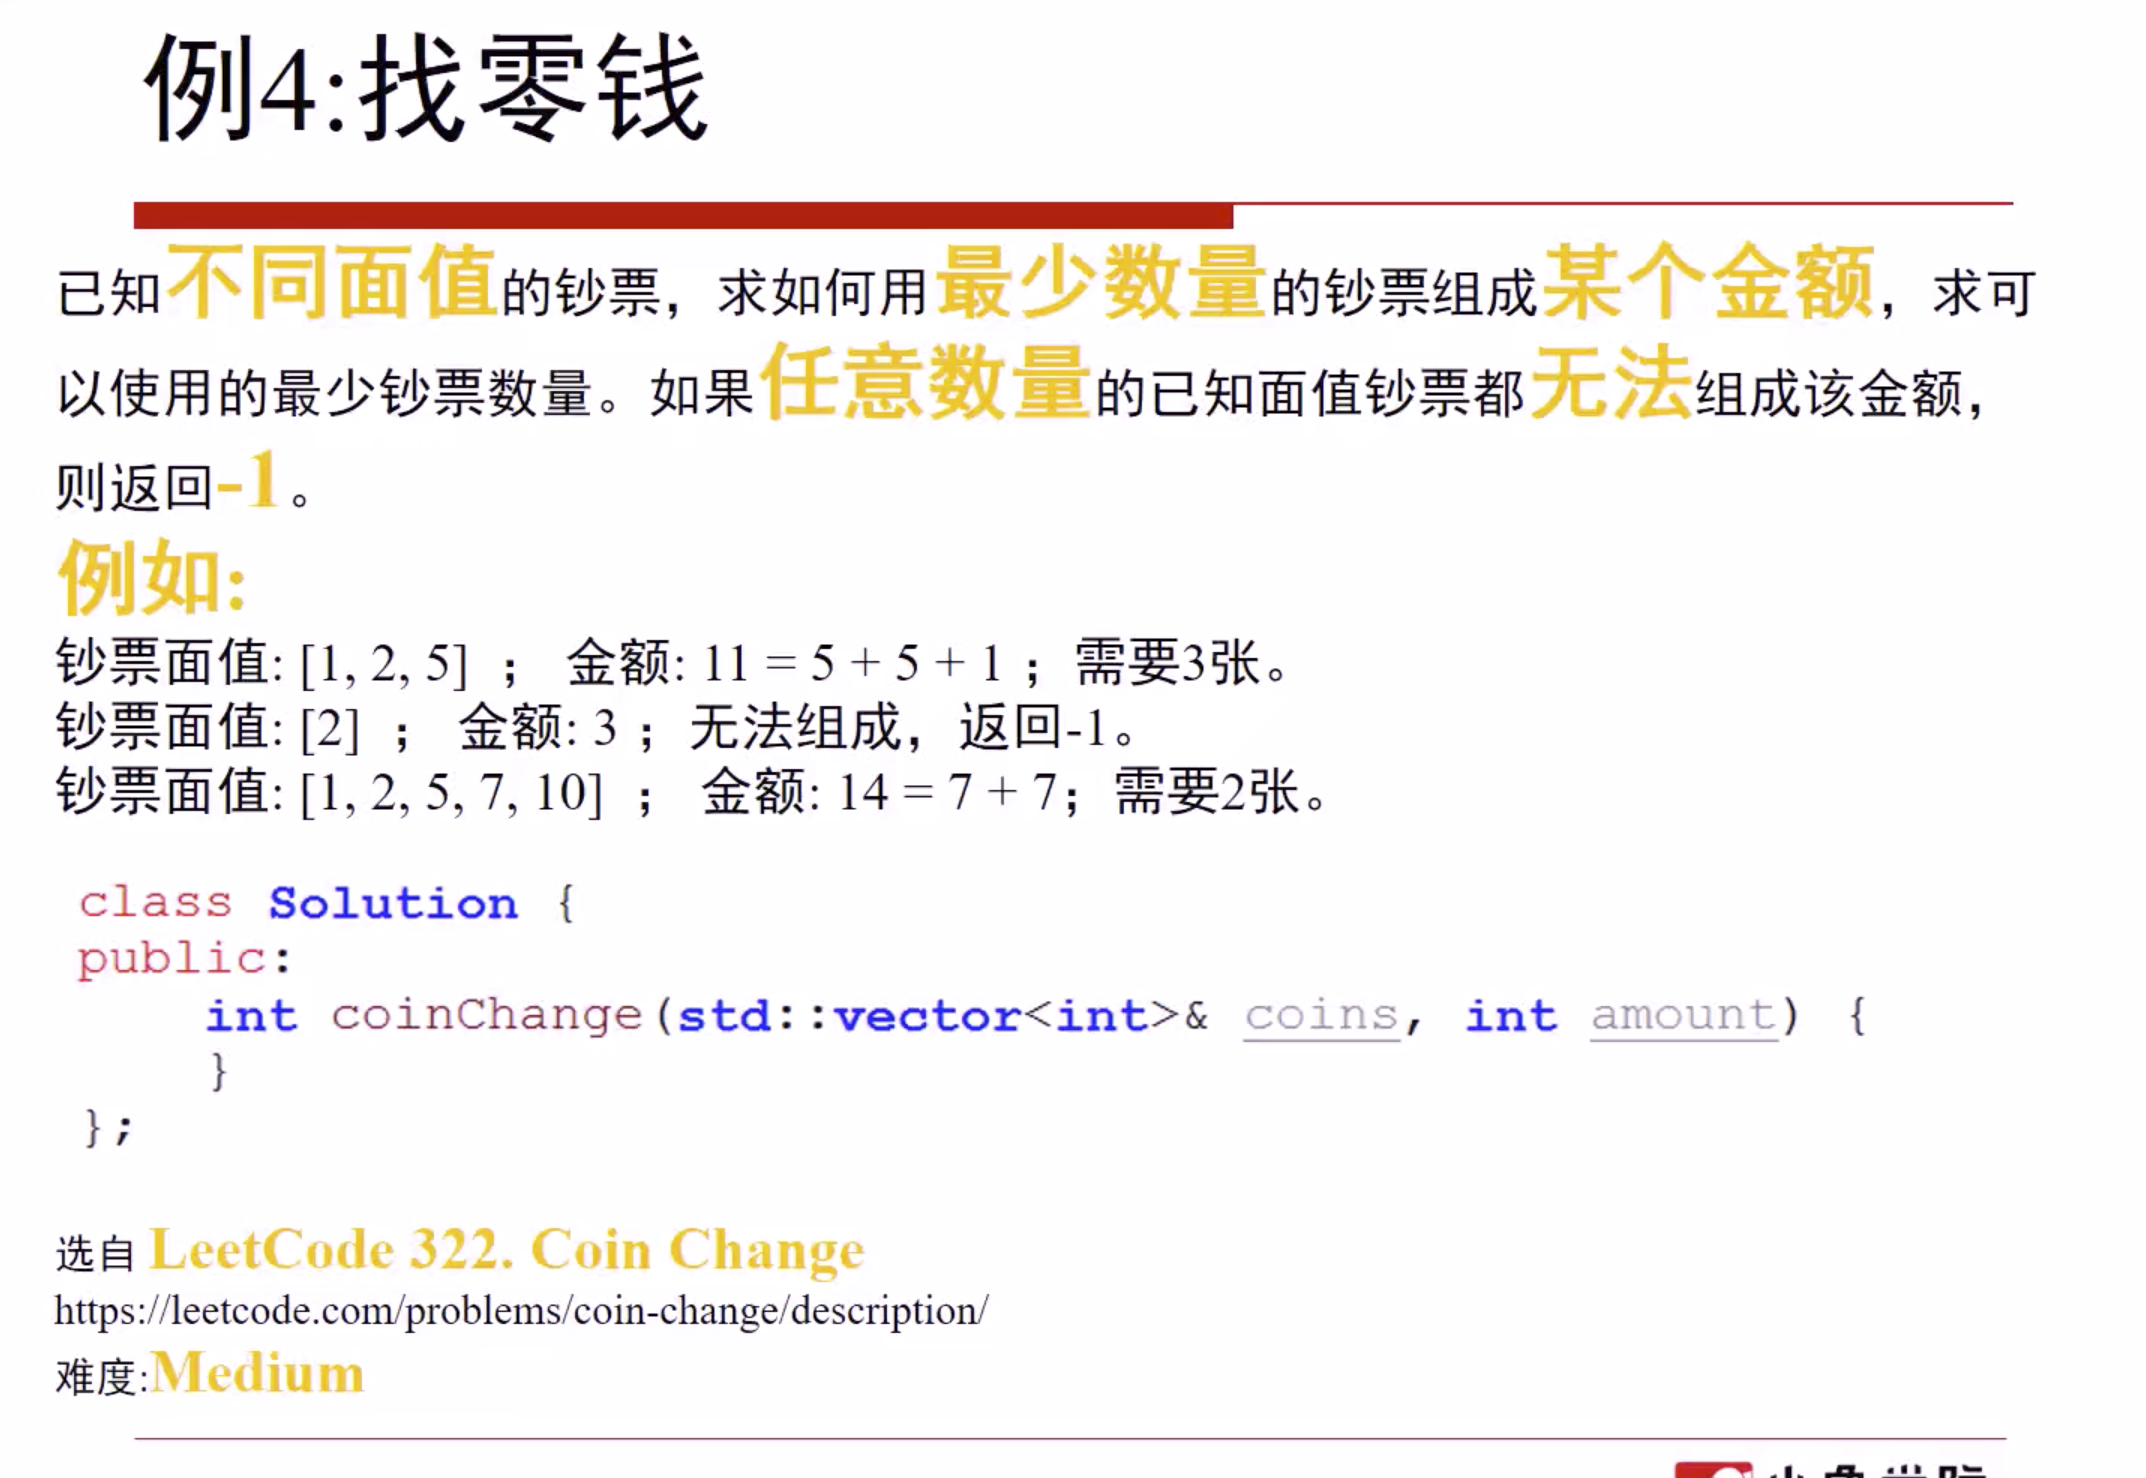 例4:找零钱
已知不同面值的钞票，求如何用最少数量的钞票组成某个金额，求可
以使用的最少钞票数量。如果任意数量的已知面值钞票都无法组成该金额，
则返回-1。
例如:
钞票面值: [1, 2, 5] ； 金额: 11 = 5 + 5 + 1 ；需要3张。
钞票面值: [2] ； 金额: 3 ；无法组成，返回-1。
钞票面值: [1, 2, 5, 7, 10] ； 金额: 14 = 7 + 7；需要2张。
class Solution {
public:
int coinChange(std::vector<int>& coins, int amount) {
}
};
选自 LeetCode 322. Coin Change
https://leetcode.com/problems/coin-change/description/
难度:Medium